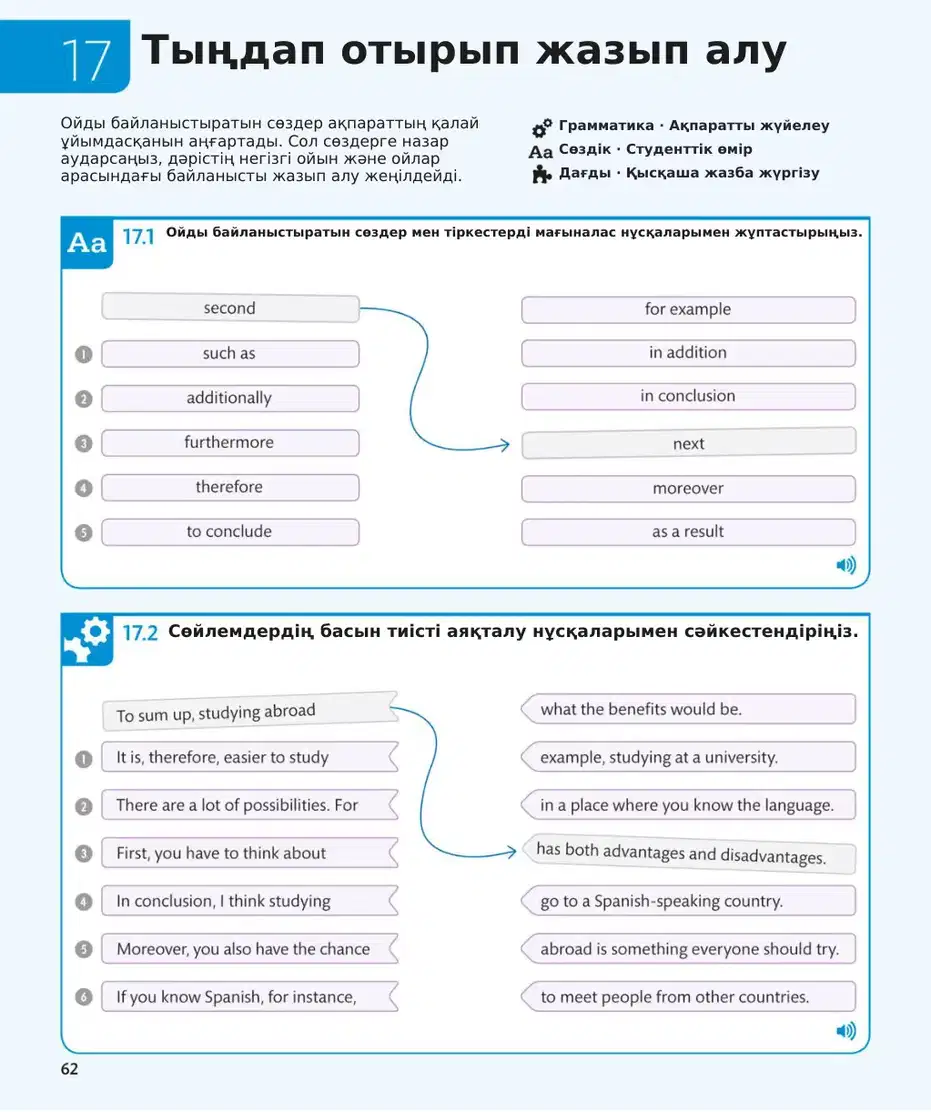 17
Тыңдап отырып жазып алу
Ойды байланыстыратын сөздер ақпараттың қалай
ұйымдасқанын аңғартады. Сол сөздерге назар
аударсаңыз, дәрістің негізгі ойын және ойлар
арасындағы байланысты жазып алу жеңілдейді.
Грамматика · Ақпаратты жүйелеу
Aa Сөздік · Студенттік өмір
Дағды · Қысқаша жазба жүргізу
Aa 17.1 Ойды байланыстыратын сөздер мен тіркестерді мағыналас нұсқаларымен жұптастырыңыз.
second
1 such as
2 additionally
3 furthermore
4 therefore
5 to conclude
for example
in addition
in conclusion
next
moreover
as a result
17.2 Сөйлемдердің басын тиісті аяқталу нұсқаларымен сәйкестендіріңіз.
To sum up, studying abroad
1 It is, therefore, easier to study
2 There are a lot of possibilities. For
3 First, you have to think about
4 In conclusion, I think studying
5 Moreover, you also have the chance
6 If you know Spanish, for instance,
what the benefits would be.
example, studying at a university.
in a place where you know the language.
has both advantages and disadvantages.
go to a Spanish-speaking country.
abroad is something everyone should try.
to meet people from other countries.
62